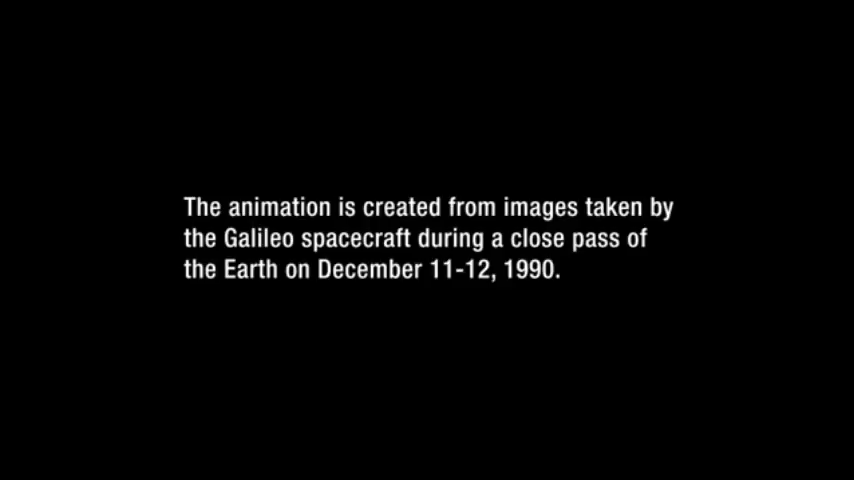 The animation is created from images taken by
the Galileo spacecraft during a close pass of
the Earth on December 11-12, 1990.